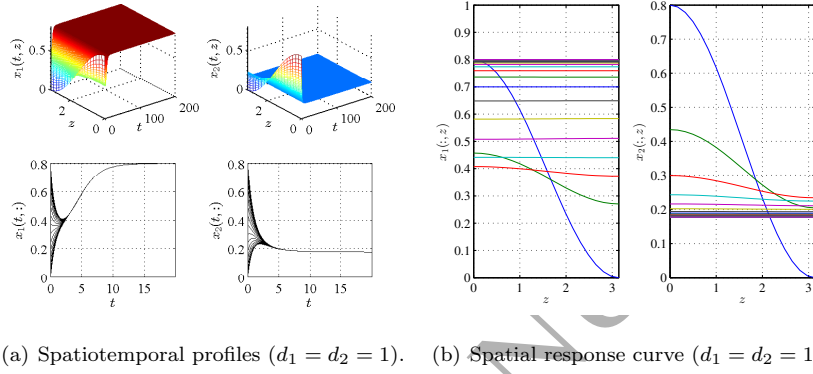 x₁(t, z)
0.5
0
2
z
0 0
100
t
200
x₂(t, z)
0.5
0
2
z
0 0
100
t
200
x₁(t, :)
0.8
0.6
0.4
0.2
0
0 5 10 15
t
x₂(t, :)
0.8
0.6
0.4
0.2
0
0 5 10 15
t
x₁(:, z)
1
0.9
0.8
0.7
0.6
0.5
0.4
0.3
0.2
0.1
0
0 1 2 3
z
x₂(:, z)
0.8
0.7
0.6
0.5
0.4
0.3
0.2
0.1
0
0 1 2 3
z
(a) Spatiotemporal profiles (d₁ = d₂ = 1).
(b) Spatial response curve (d₁ = d₂ = 1